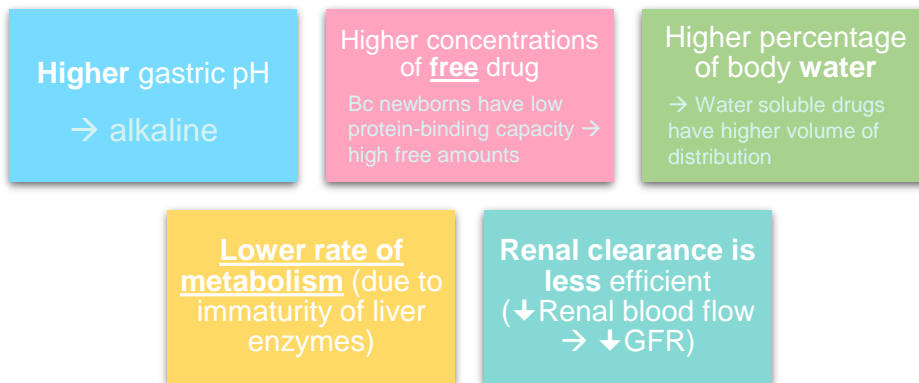 Higher gastric pH
→ alkaline
Higher concentrations
of free drug
Bc newborns have low
protein-binding capacity →
high free amounts
Higher percentage
of body water
→ Water soluble drugs
have higher volume of
distribution
Lower rate of
metabolism (due to
immaturity of liver
enzymes)
Renal clearance is
less efficient
(↓Renal blood flow
→ ↓GFR)